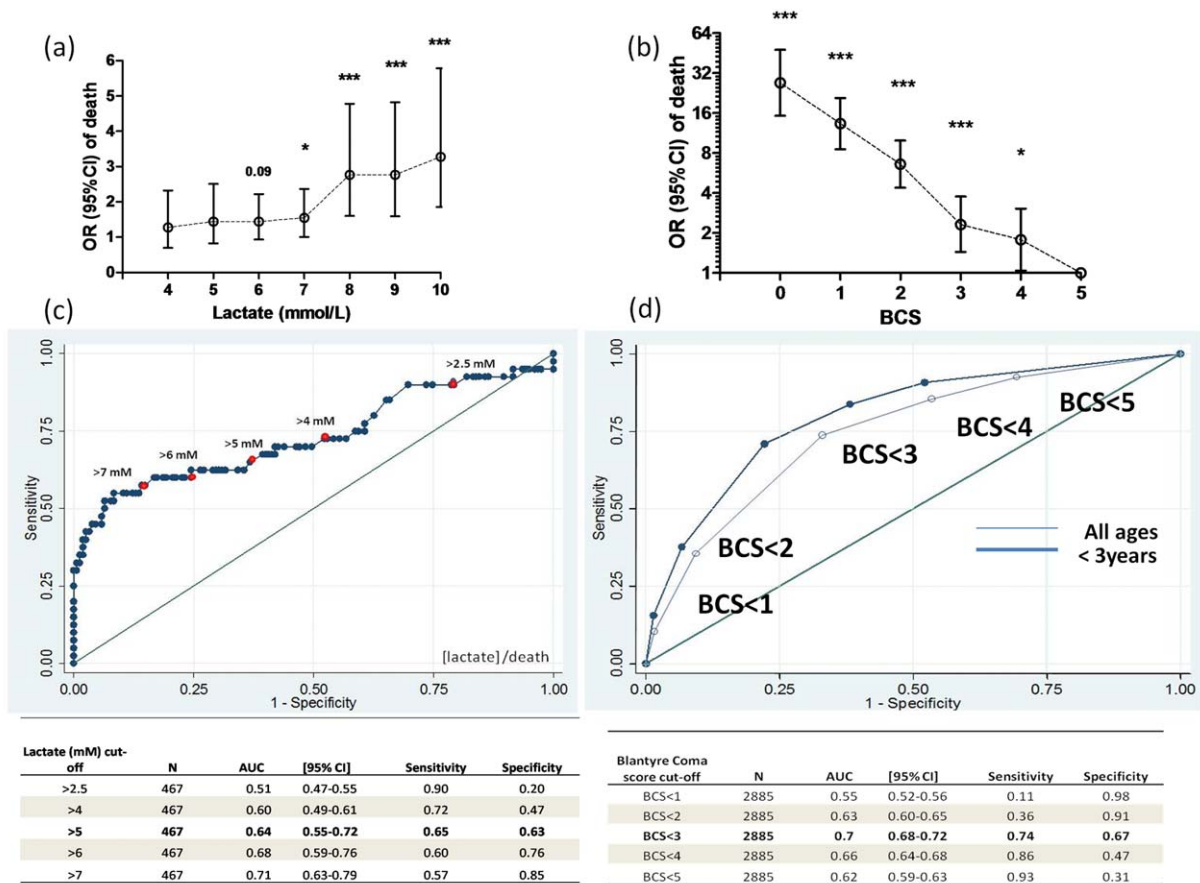 (a)
OR (95%CI) of death
6
5
4
3
2
1
0
0.09
*
***
***
***
4 5 6 7 8 9 10
Lactate (mmol/L)
(b)
OR (95%CI) of death
64
32
16
8
4
2
1
***
***
***
***
*
0 1 2 3 4 5
BCS
(c)
Sensitivity
1.00
0.75
0.50
0.25
0.00
>2.5 mM
>4 mM
>5 mM
>6 mM
>7 mM
[lactate]/death
0.00 0.25 0.50 0.75 1.00
1 - Specificity
(d)
Sensitivity
1.00
0.75
0.50
0.25
0.00
BCS<5
BCS<4
BCS<3
BCS<2
BCS<1
All ages
< 3years
0.00 0.25 0.50 0.75 1.00
1 - Specificity
Lactate (mM) cut-
off N AUC [95% CI] Sensitivity Specificity
>2.5 467 0.51 0.47-0.55 0.90 0.20
>4 467 0.60 0.49-0.61 0.72 0.47
>5 467 0.64 0.55-0.72 0.65 0.63
>6 467 0.68 0.59-0.76 0.60 0.76
>7 467 0.71 0.63-0.79 0.57 0.85
Blantyre Coma
score cut-off N AUC [95% CI] Sensitivity Specificity
BCS<1 2885 0.55 0.52-0.56 0.11 0.98
BCS<2 2885 0.63 0.60-0.65 0.36 0.91
BCS<3 2885 0.7 0.68-0.72 0.74 0.67
BCS<4 2885 0.66 0.64-0.68 0.86 0.47
BCS<5 2885 0.62 0.59-0.63 0.93 0.31